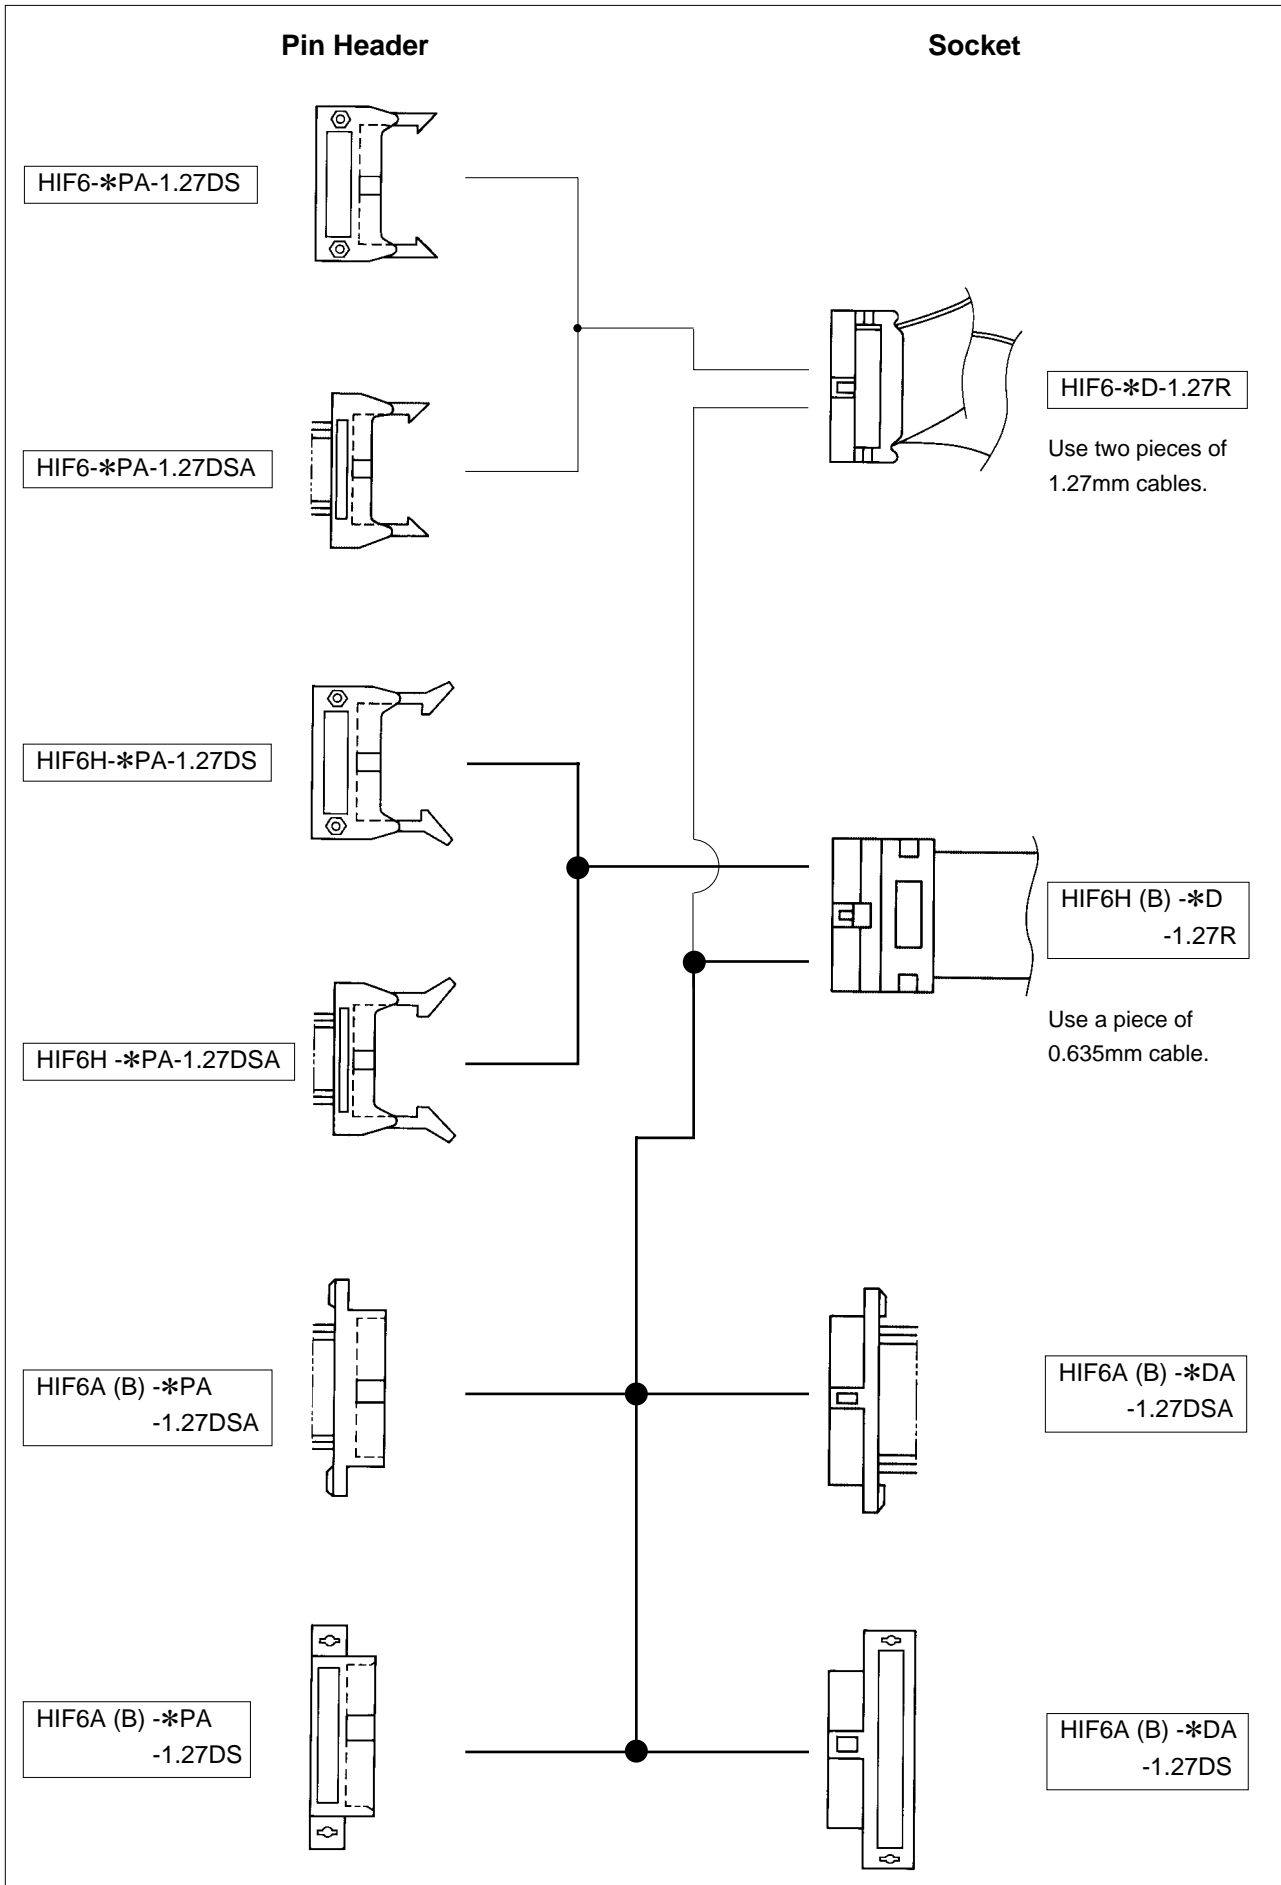 Pin Header
Socket
HIF6-*PA-1.27DS
HIF6-*D-1.27R
Use two pieces of
1.27mm cables.
HIF6-*PA-1.27DSA
HIF6H-*PA-1.27DS
HIF6H (B) -*D
-1.27R
Use a piece of
0.635mm cable.
HIF6H -*PA-1.27DSA
HIF6A (B) -*PA
-1.27DSA
HIF6A (B) -*DA
-1.27DSA
HIF6A (B) -*PA
-1.27DS
HIF6A (B) -*DA
-1.27DS